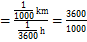 = (1/1000 km)/(1/3600 h) = 3600/1000